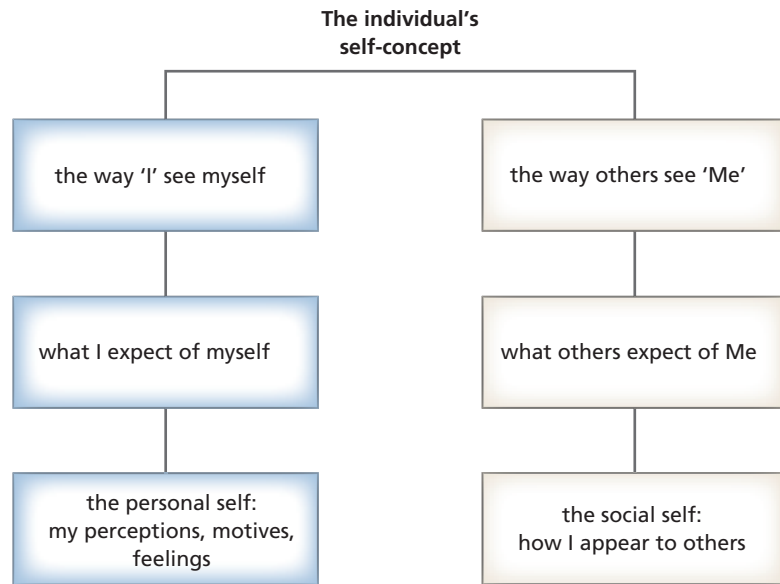 The individual’s
self-concept
the way ‘I’ see myself
the way others see ‘Me’
what I expect of myself
what others expect of Me
the personal self:
my perceptions, motives,
feelings
the social self:
how I appear to others